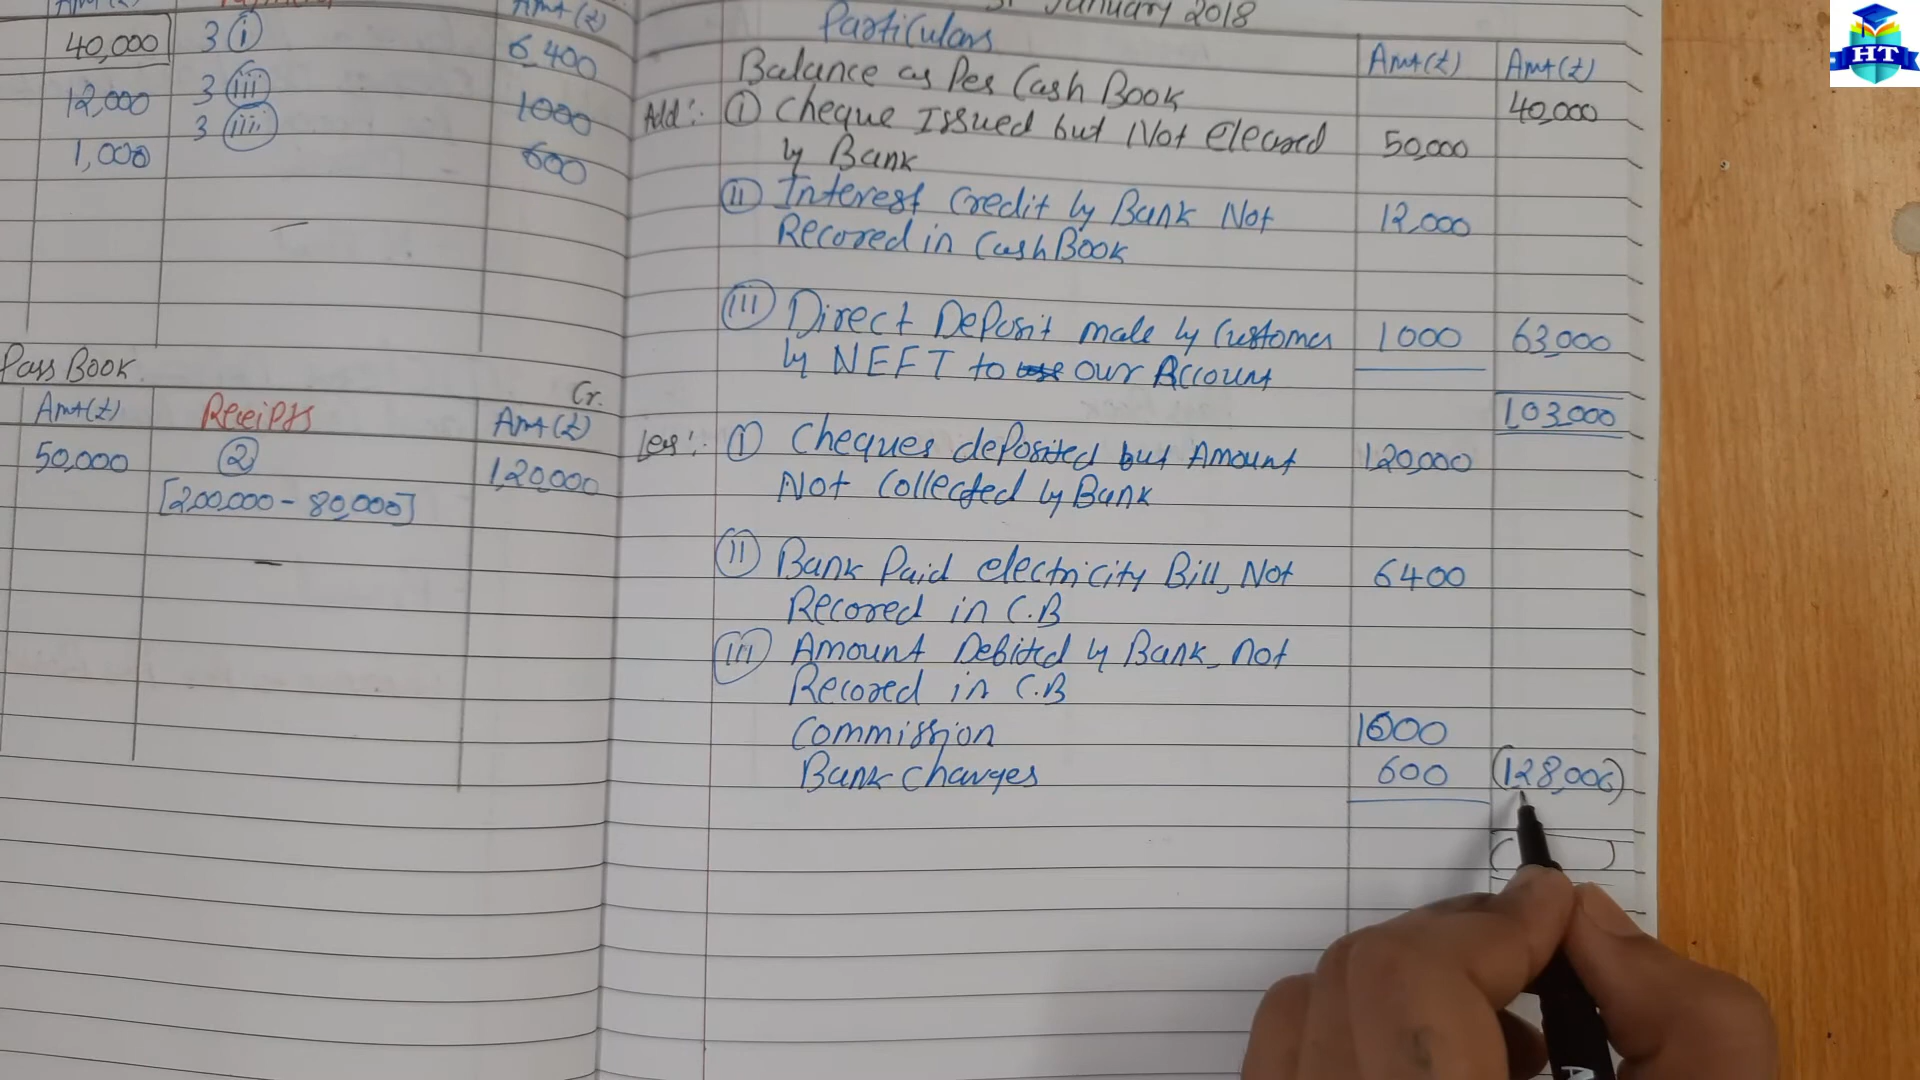 Amt(₹)
40,000 3 (i) 6,400
12,000 3 (iii) 1000
1,000 3 (iii) 600
Pass Book
Cr.
Amt(₹) Receipts Amt(₹)
50,000 (2) 1,20,000
[200,000 - 80,000]
January 2018
Particulars Amt(₹) Amt(₹)
Balance as Per Cash Book 40,000
Add:- (i) Cheque Issued but Not Cleared 50,000
by Bank
(ii) Interest Credit by Bank Not 12,000
Recored in Cash Book
(iii) Direct Deposit made by Customer 1000 63,000
by NEFT to our Account
1,03,000
less:- (i) Cheques deposited but Amount 1,20,000
Not Collected by Bank
(ii) Bank Paid electricity Bill, Not 6400
Recored in C.B
(iii) Amount Debited by Bank, not
Recored in C.B
Commission 1000
Bank Charges 600 (128,000)
( )
HT